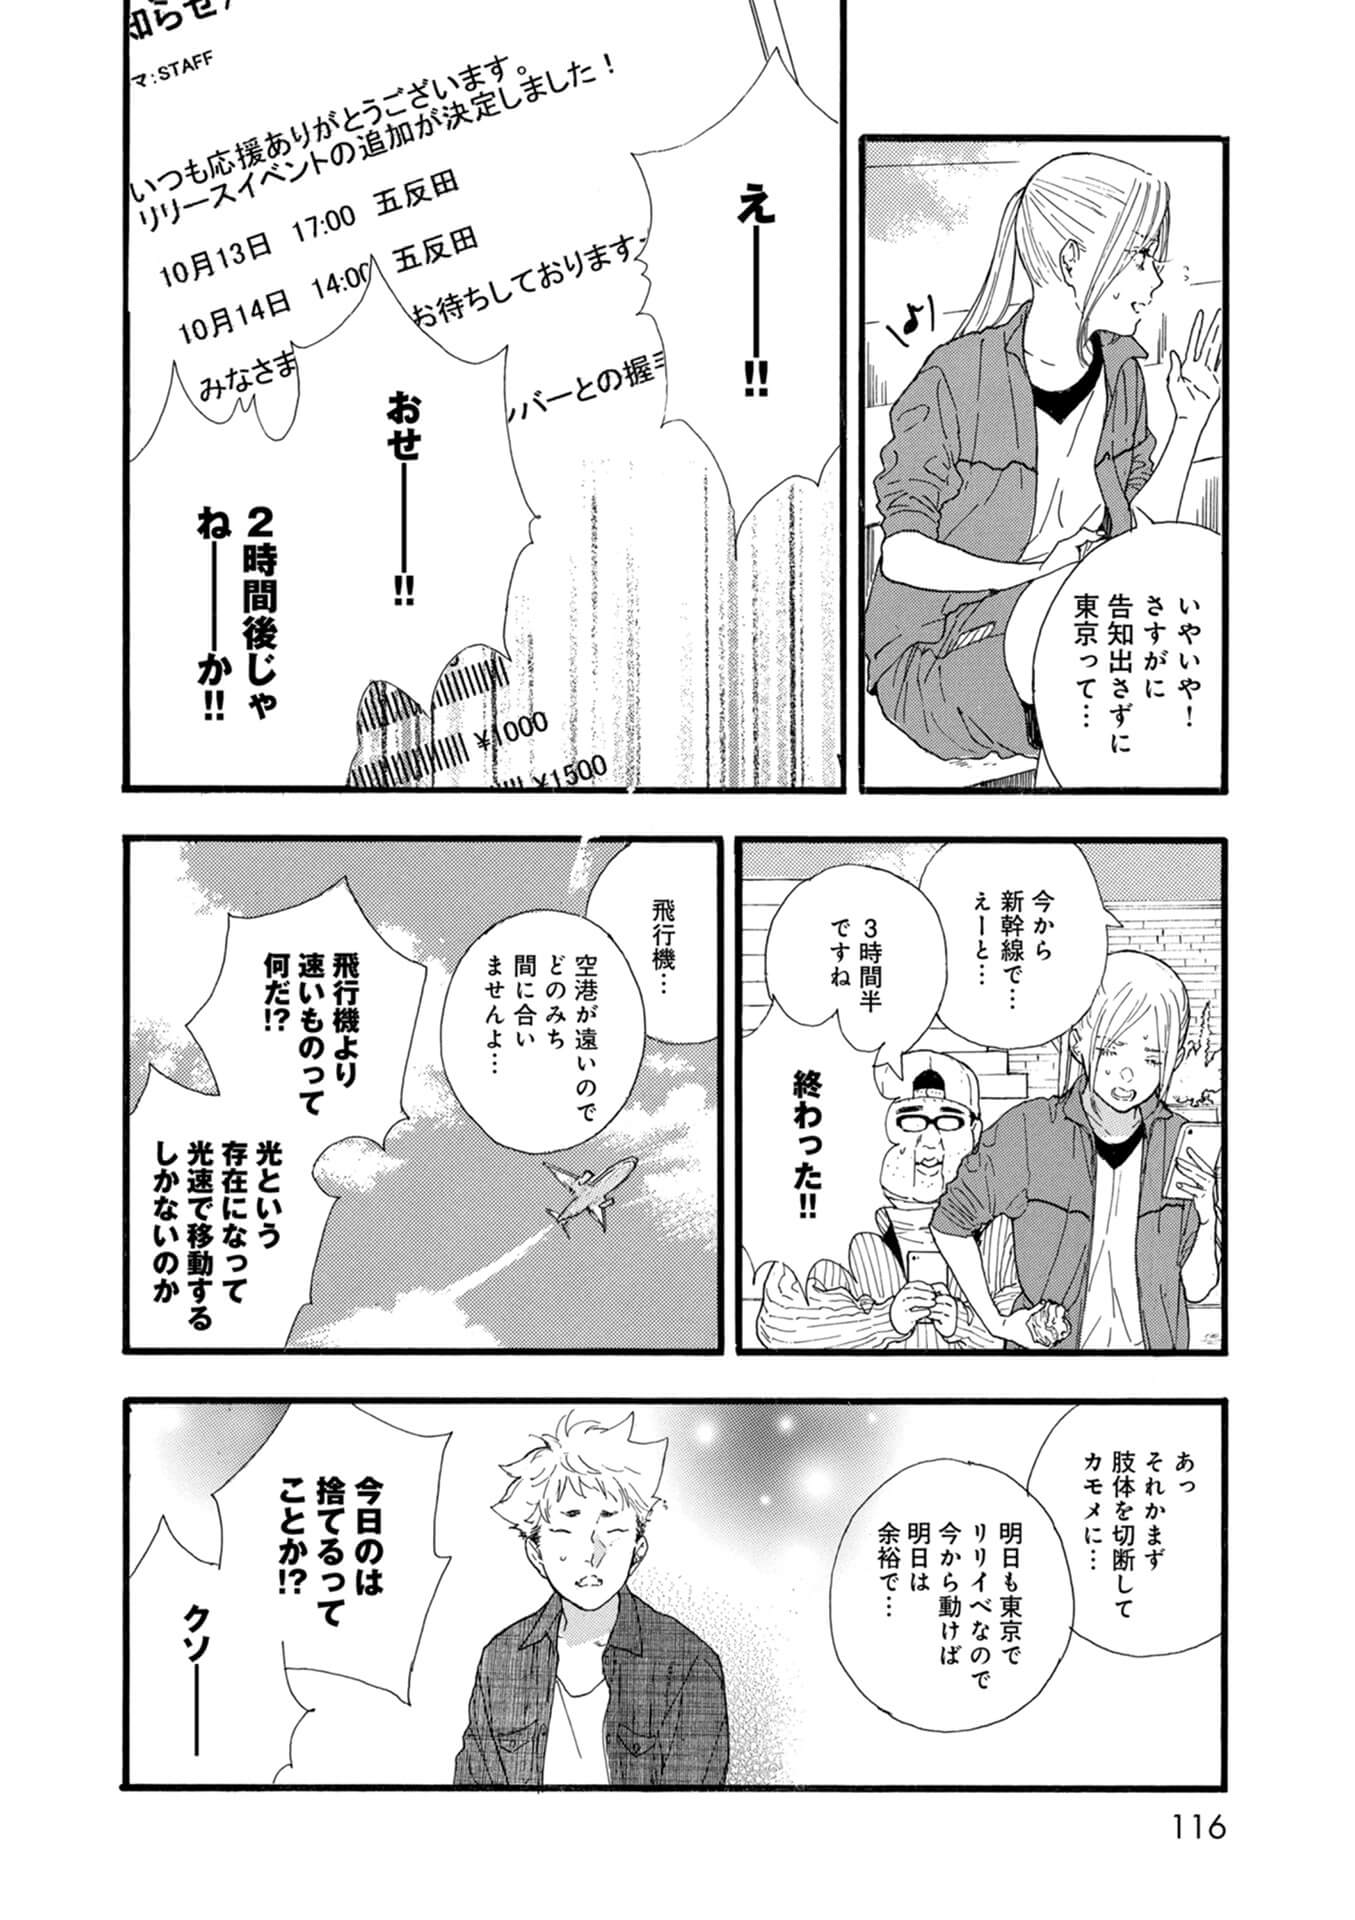 いやいや！
さすがに
告知出さずに
東京って…
マ：STAFF
いつも応援ありがとうございます。
リリースイベントの追加が決定しました！
10月13日 17:00 五反田
10月14日 14:00 五反田
みなさま
お待ちしております
バーとの握
¥1000
¥1500
え——!!
おせ——!!
2時間後じゃ
ね——か!!
今から
新幹線で…
えーと…
3時間半
ですね
終わった!!
飛行機…
空港が遠いので
どのみち
間に合い
ませんよ…
飛行機より
速いものって
何だ!?
光という
存在になって
光速で移動する
しかないのか
あっ
それかまず
肢体を切断して
カモメに…
明日も東京で
リリイベなので
今から動けば
明日は
余裕で…
今日のは
捨てるって
ことか!?
クソ——
116